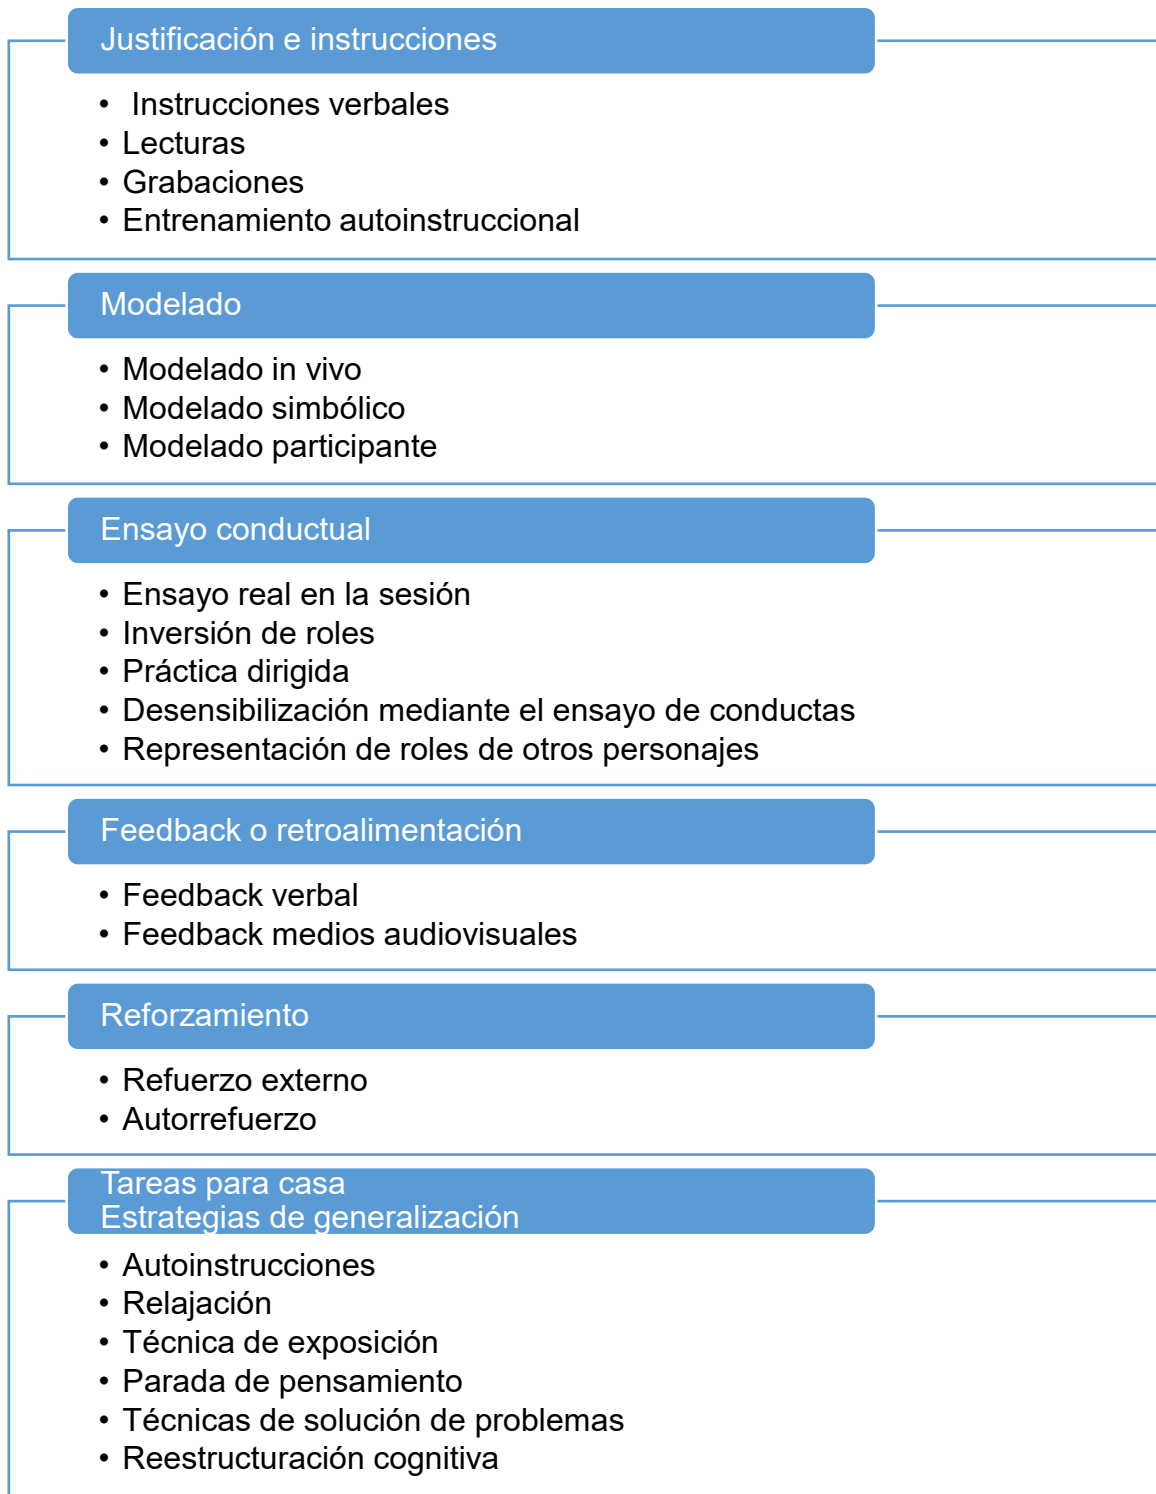 Justificación e instrucciones
• Instrucciones verbales
• Lecturas
• Grabaciones
• Entrenamiento autoinstruccional
Modelado
• Modelado in vivo
• Modelado simbólico
• Modelado participante
Ensayo conductual
• Ensayo real en la sesión
• Inversión de roles
• Práctica dirigida
• Desensibilización mediante el ensayo de conductas
• Representación de roles de otros personajes
Feedback o retroalimentación
• Feedback verbal
• Feedback medios audiovisuales
Reforzamiento
• Refuerzo externo
• Autorrefuerzo
Tareas para casa
Estrategias de generalización
• Autoinstrucciones
• Relajación
• Técnica de exposición
• Parada de pensamiento
• Técnicas de solución de problemas
• Reestructuración cognitiva